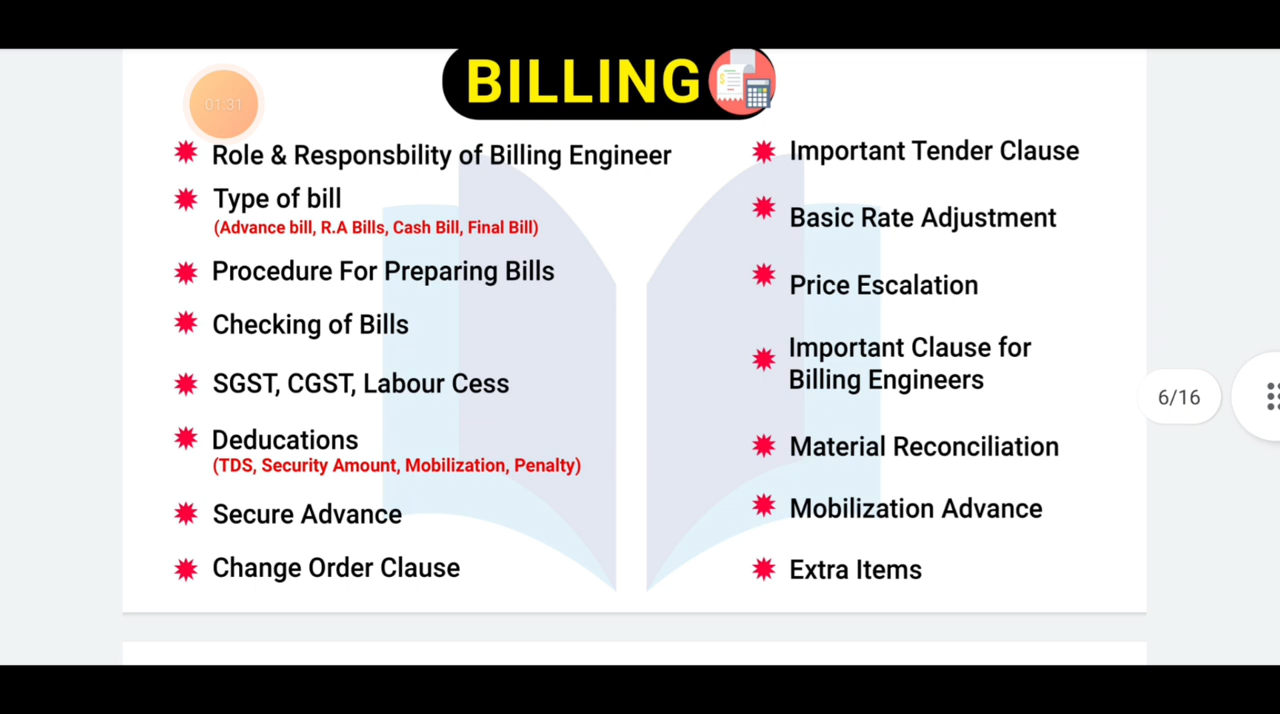 BILLING
01:31
Role & Responsbility of Billing Engineer
Type of bill
(Advance bill, R.A Bills, Cash Bill, Final Bill)
Procedure For Preparing Bills
Checking of Bills
SGST, CGST, Labour Cess
Deducations
(TDS, Security Amount, Mobilization, Penalty)
Secure Advance
Change Order Clause
Important Tender Clause
Basic Rate Adjustment
Price Escalation
Important Clause for
Billing Engineers
Material Reconciliation
Mobilization Advance
Extra Items
6/16